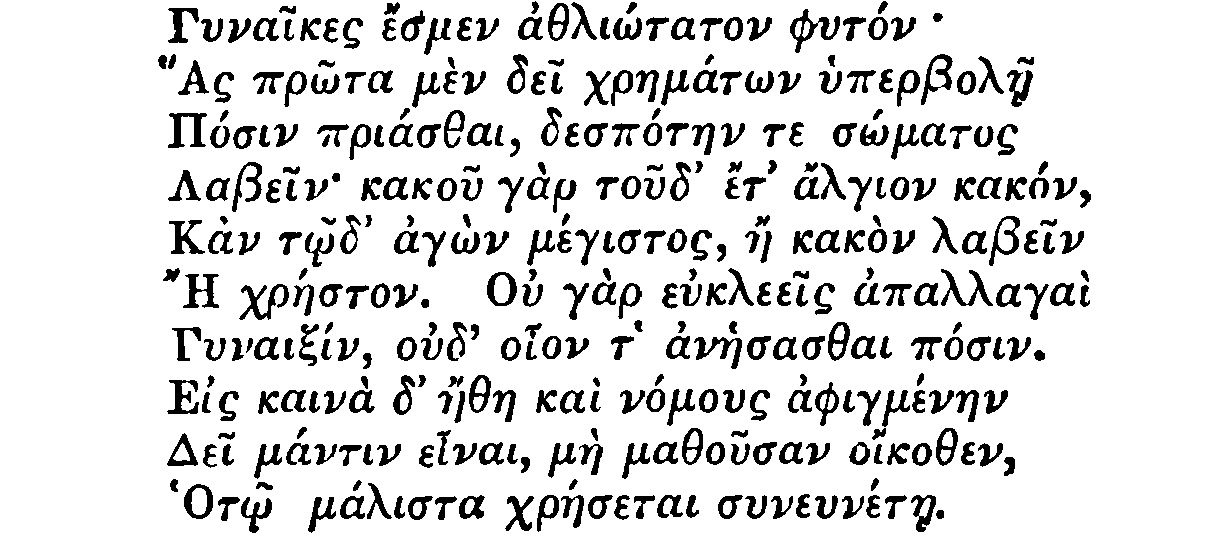 Γυναῖκες ἔσμεν ἀθλιώτατον φυτόν ·
Ἅς πρῶτα μὲν δεῖ χρημάτων ὑπερβολῇ
Πόσιν πριάσθαι, δεσπότην τε σώματος
Λαβεῖν· κακοῦ γὰρ τοῦδ’ ἔτ’ ἄλγιον κακόν,
Κἀν τῷδ’ ἀγὼν μέγιστος, ἤ κακὸν λαβεῖν
Ἤ χρήστον. Οὐ γὰρ εὐκλεεῖς ἀπαλλαγαὶ
Γυναιξίν, οὐδ’ οἷον τ‛ ἀνήσασθαι πόσιν.
Εἰς καινὰ δ’ ἤθη καὶ νόμους ἀφιγμένην
Δεῖ μάντιν εἶναι, μὴ μαθοῦσαν οἴκοθεν,
Ὁτῷ μάλιστα χρήσεται συνευνέτῃ.